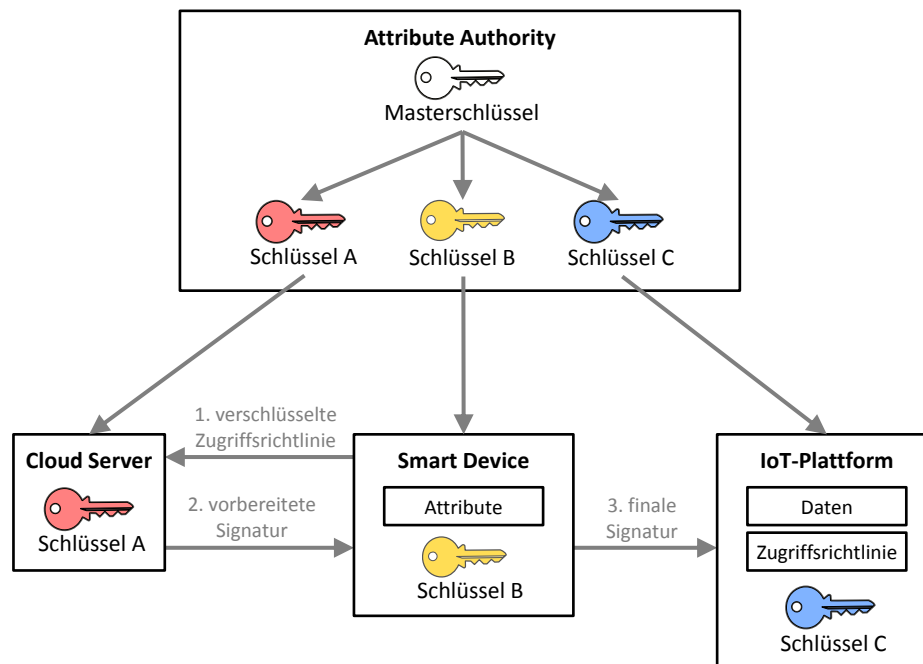 Attribute Authority
Masterschlüssel
Schlüssel A
Schlüssel B
Schlüssel C
1. verschlüsselte
Zugriffsrichtlinie
Cloud Server
Schlüssel A
2. vorbereitete
Signatur
Smart Device
Attribute
Schlüssel B
3. finale
Signatur
IoT-Plattform
Daten
Zugriffsrichtlinie
Schlüssel C